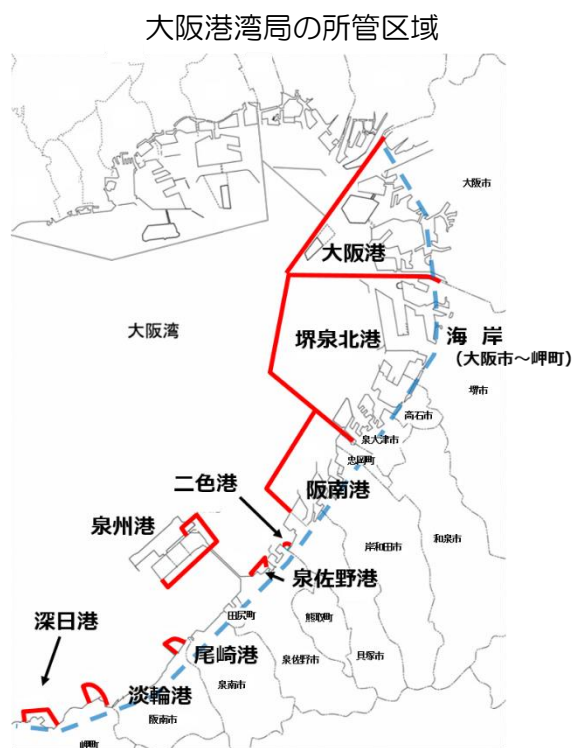 大阪港湾局の所管区域
大阪市
大阪港
大阪湾
堺泉北港
海 岸
（大阪市～岬町）
堺市
高石市
泉大津市
忠岡町
二色港
阪南港
泉州港
岸和田市
和泉市
泉佐野港
田尻町
熊取町
深日港
尾崎港
泉佐野市
貝塚市
泉南市
淡輪港
阪南市
岬町